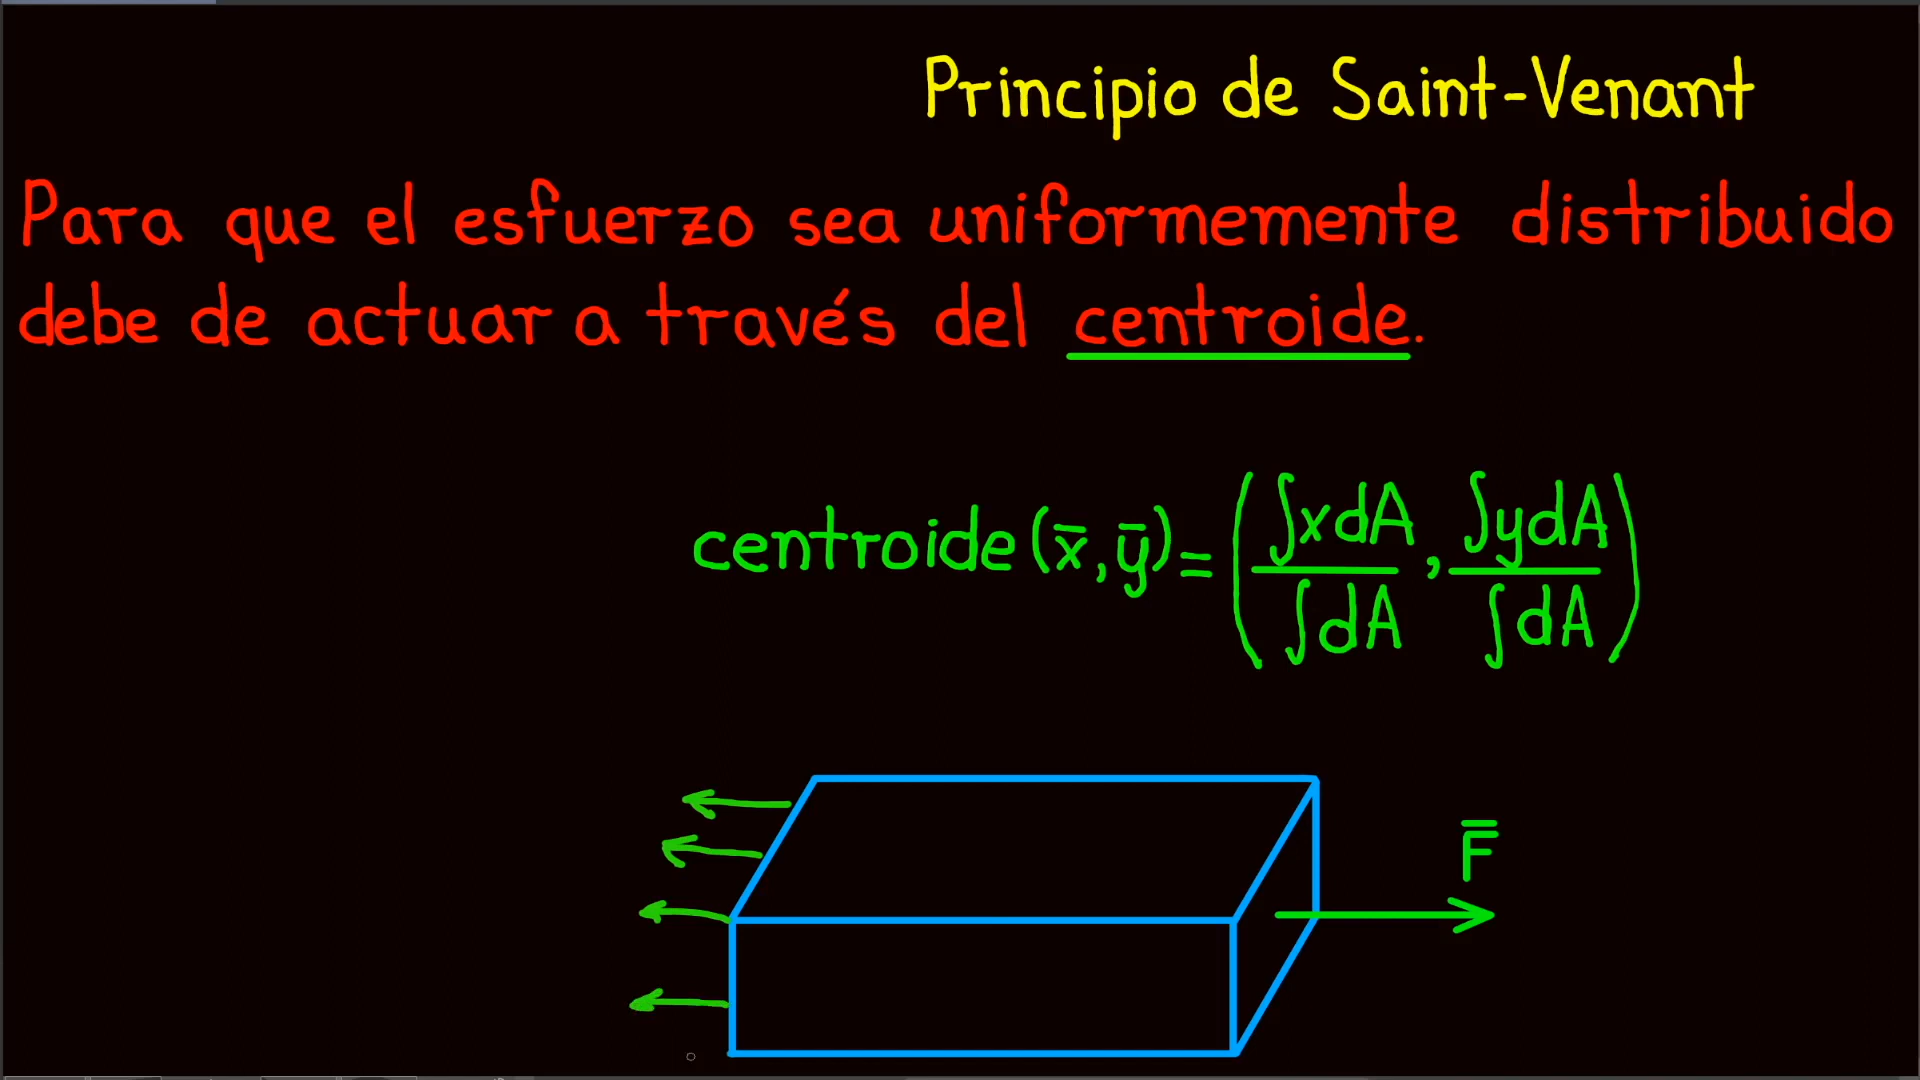 Principio de Saint-Venant
Para que el esfuerzo sea uniformemente distribuido
debe de actuar a través del centroide.
centroide (x̄, ȳ) = (∫xdA / ∫dA, ∫ydA / ∫dA)
F̄